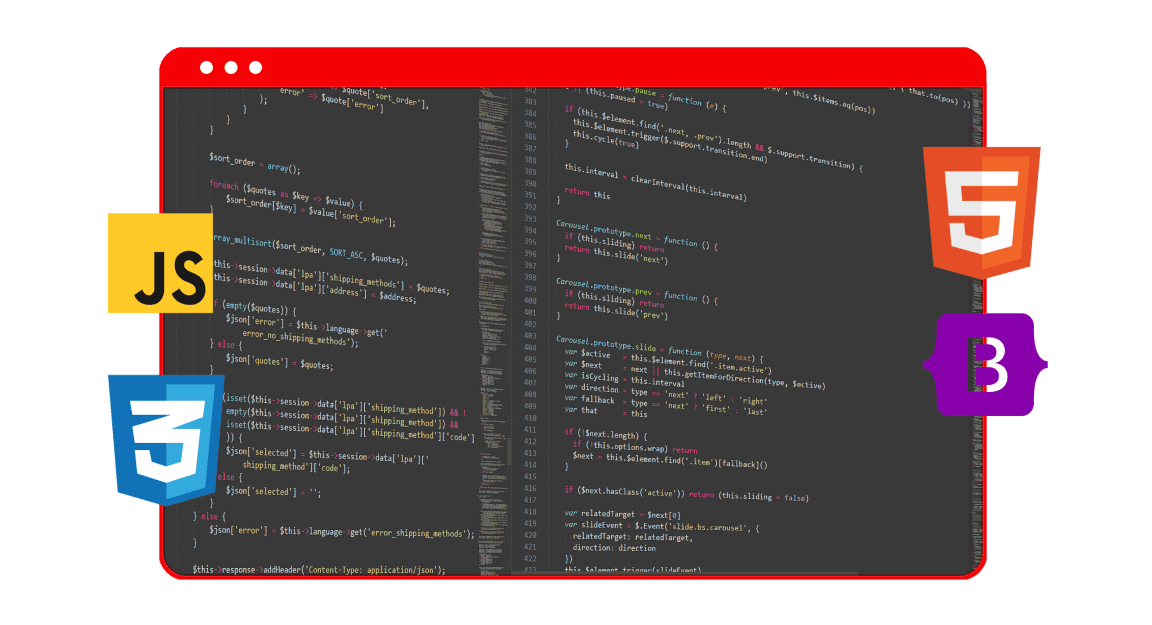 error' => $quote['sort_order'],
};    $quote['error']
}
}
}
$sort_order = array();
foreach ($quotes as $key => $value) {
$sort_order[$key] = $value['sort_order'];
}
rray_multisort($sort_order, SORT_ASC, $quotes);
this->session->data['lpa']['shipping_methods'] = $quotes;
this->session->data['lpa']['address'] = $address;
f (empty($quotes)) {
$json['error'] = $this->language->get('
error_no_shipping_methods');
} else {
$json['quotes'] = $quotes;
}
(isset($this->session->data['lpa']['shipping_method']) && !
empty($this->session->data['lpa']['shipping_method']) &&
isset($this->session->data['lpa']['shipping_method']['code']
)) {
$json['selected'] = $this->session->data['lpa']['
shipping_method']['code'];
else {
$json['selected'] = '';
}
} else {
$json['error'] = $this->language->get('error_shipping_methods');
}
$this->response->addHeader('Content-Type: application/json');
382 ype.pause = function (e) {
383 || (this.paused = true)
384
385 if (this.$element.find('.next, .prev').length && $.support.transition) {
386 this.$element.trigger($.support.transition.end)
387 this.cycle(true)
388 }
389
390 this.interval = clearInterval(this.interval)
391
392 return this
393 }
394
395 Carousel.prototype.next = function () {
396 if (this.sliding) return
397 return this.slide('next')
398 }
399
400 Carousel.prototype.prev = function () {
401 if (this.sliding) return
402 return this.slide('prev')
403 }
404
405 Carousel.prototype.slide = function (type, next) {
406 var $active = this.$element.find('.item.active')
407 var $next = next || this.getItemForDirection(type, $active)
408 var isCycling = this.interval
409 var direction = type == 'next' ? 'left' : 'right'
410 var fallback = type == 'next' ? 'first' : 'last'
411 var that = this
412
413 if (!$next.length) {
414 if (!this.options.wrap) return
415 $next = this.$element.find('.item')[fallback]()
416 }
417
418 if ($next.hasClass('active')) return (this.sliding = false)
419
420 var relatedTarget = $next[0]
421 var slideEvent = $.Event('slide.bs.carousel', {
422 relatedTarget: relatedTarget,
423 direction: direction
})
this.$element.trigger(slideEvent)
JS
3
5
B